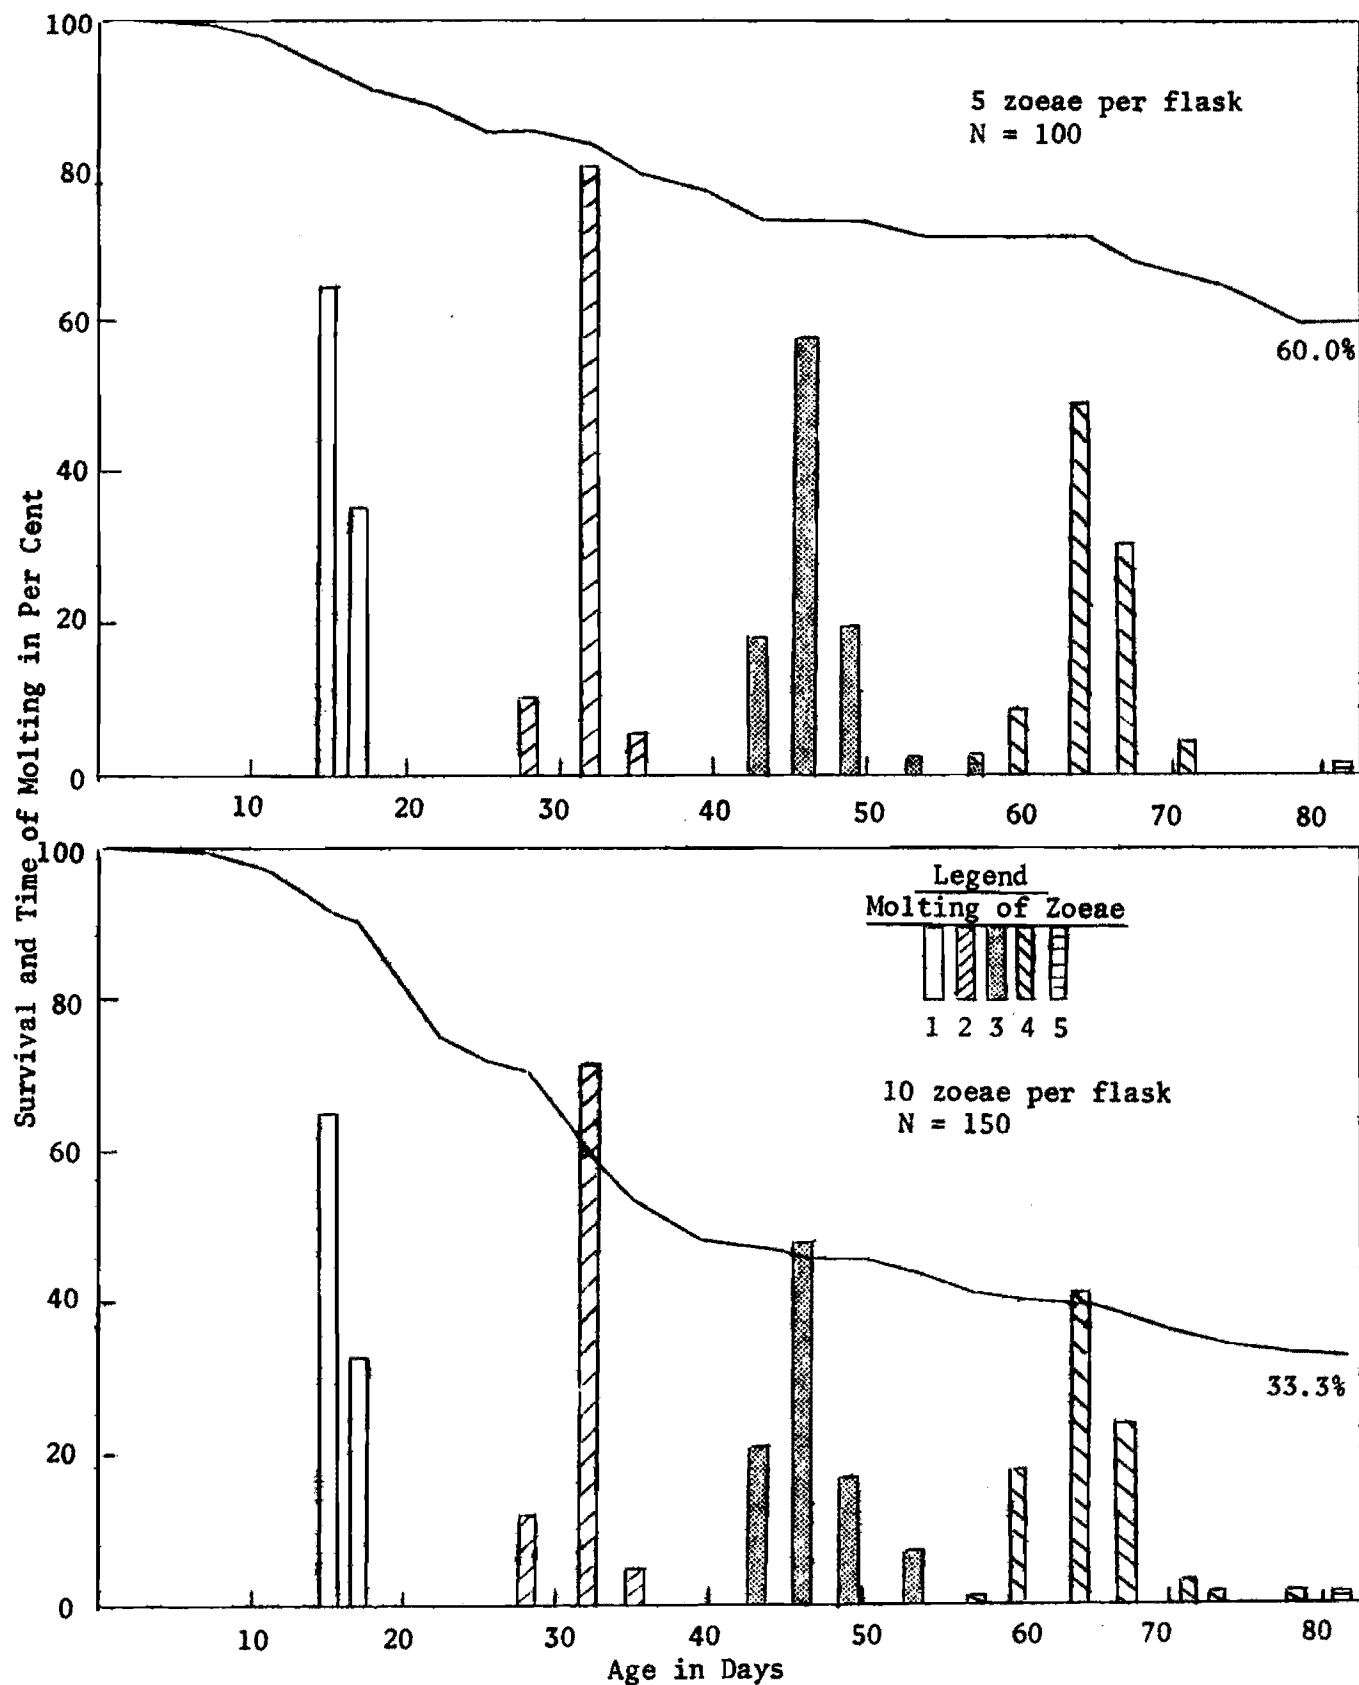 Survival and Time of Molting in Per Cent
100
80
60
40
20
0
5 zoeae per flask
N = 100
60.0%
10 20 30 40 50 60 70 80
100
80
60
40
20
0
Legend
Molting of Zoeae
1 2 3 4 5
10 zoeae per flask
N = 150
33.3%
10 20 30 40 50 60 70 80
Age in Days